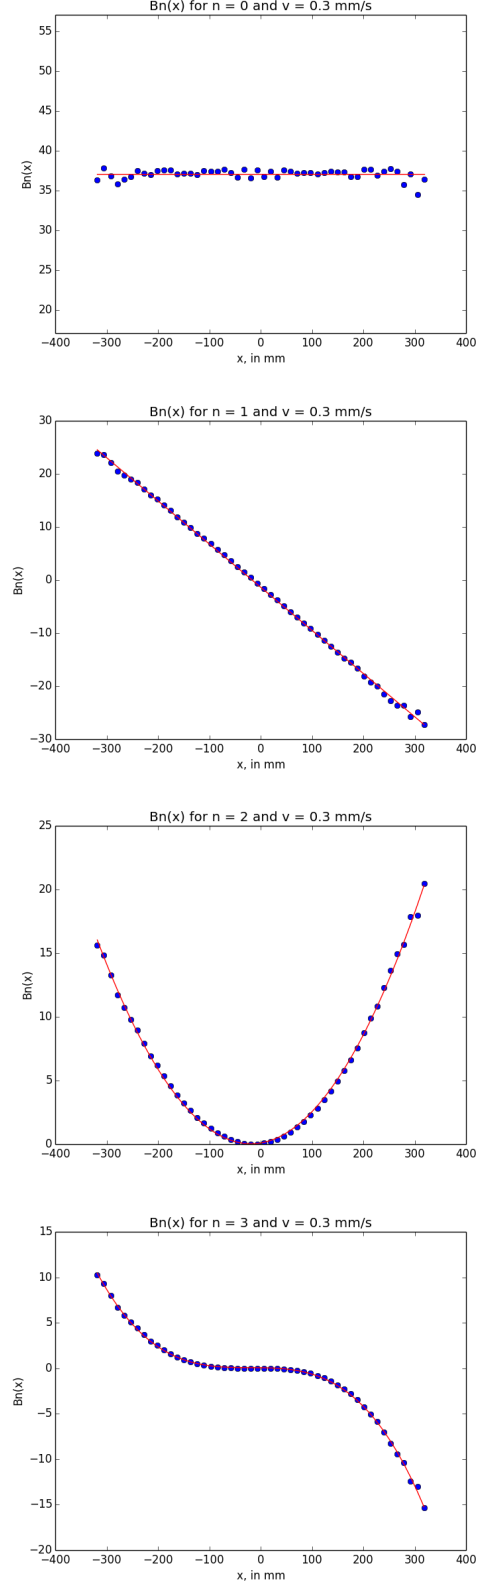 Bn(x) for n = 0 and v = 0.3 mm/s
55
50
45
40
35
30
25
20
Bn(x)
−400 −300 −200 −100 0 100 200 300 400
x, in mm
Bn(x) for n = 1 and v = 0.3 mm/s
30
20
10
0
−10
−20
−30
Bn(x)
−400 −300 −200 −100 0 100 200 300 400
x, in mm
Bn(x) for n = 2 and v = 0.3 mm/s
25
20
15
10
5
0
Bn(x)
−400 −300 −200 −100 0 100 200 300 400
x, in mm
Bn(x) for n = 3 and v = 0.3 mm/s
15
10
5
0
−5
−10
−15
−20
Bn(x)
−400 −300 −200 −100 0 100 200 300 400
x, in mm